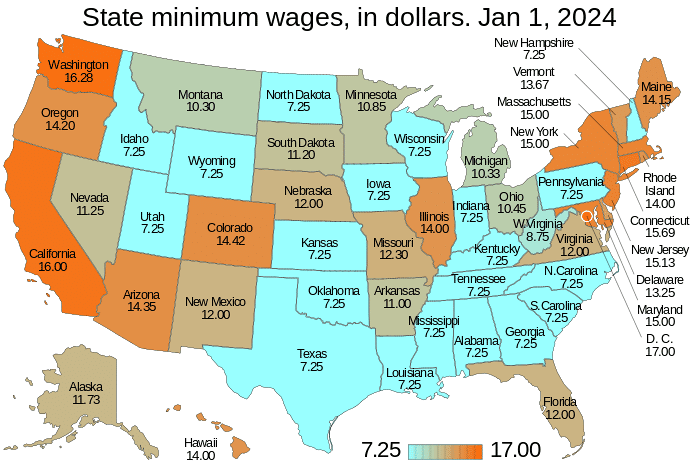 State minimum wages, in dollars. Jan 1, 2024
New Hampshire
7.25
Vermont
13.67
Massachusetts
15.00
New York
15.00
Washington
16.28
Oregon
14.20
Idaho
7.25
Montana
10.30
North Dakota
7.25
Minnesota
10.85
Wisconsin
7.25
Michigan
10.33
Maine
14.15
Wyoming
7.25
South Dakota
11.20
Nebraska
12.00
Iowa
7.25
Nevada
11.25
Utah
7.25
Colorado
14.42
Kansas
7.25
Missouri
12.30
Illinois
14.00
Indiana
7.25
Ohio
10.45
Pennsylvania
7.25
W.Virginia
8.75
Virginia
12.00
Kentucky
7.25
Rhode
Island
14.00
Connecticut
15.69
New Jersey
15.13
Delaware
13.25
Maryland
15.00
D. C.
17.00
California
16.00
Arizona
14.35
New Mexico
12.00
Oklahoma
7.25
Arkansas
11.00
Tennessee
7.25
N.Carolina
7.25
S.Carolina
7.25
Mississippi
7.25
Alabama
7.25
Georgia
7.25
Texas
7.25
Louisiana
7.25
Florida
12.00
Alaska
11.73
Hawaii
14.00
7.25 17.00